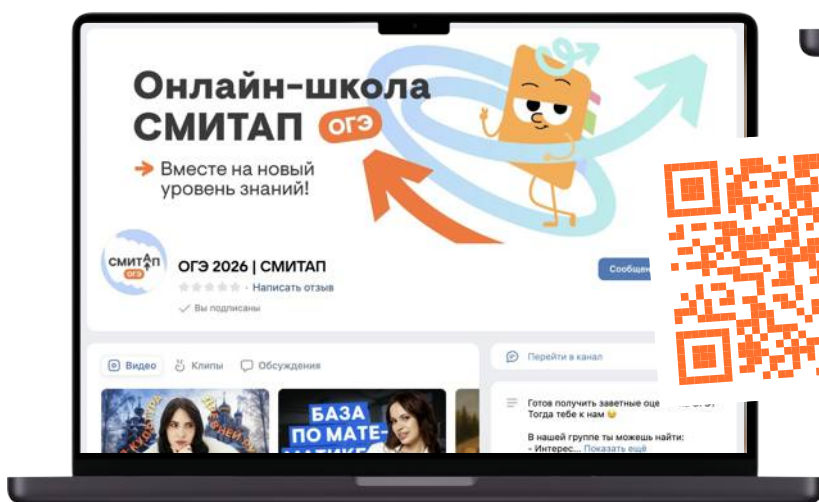 Онлайн-школа
СМИТАП ОГЭ
Вместе на новый
уровень знаний!
СМИТАП
ОГЭ
ОГЭ 2026 | СМИТАП
· Написать отзыв
Вы подписаны
Видео Клипы Обсуждения
Перейти в канал
БАЗА
ПО МАТЕ-
Готов получить заветные
Тогда тебе к нам 😉
В нашей группе ты можешь найти:
- Интерес... Показать ещё